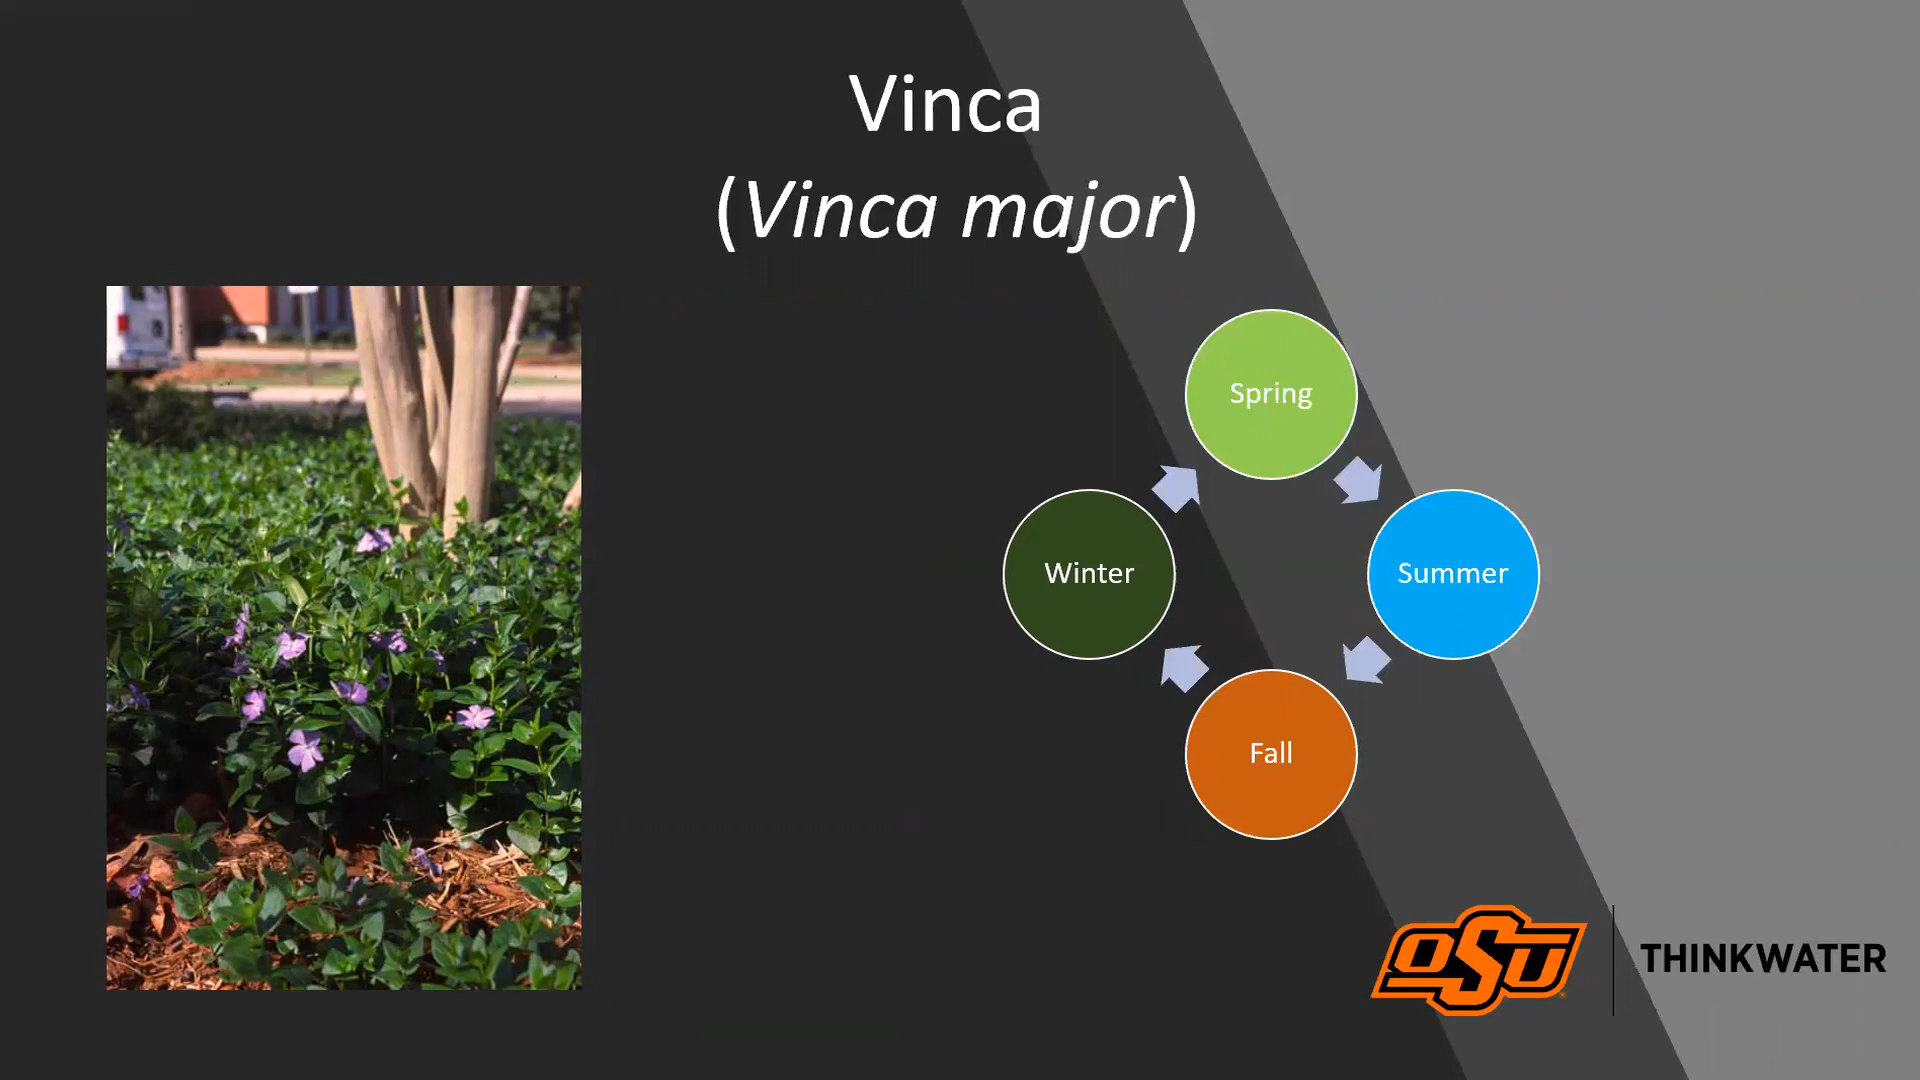 Vinca
(Vinca major)
Spring
Winter
Summer
Fall
OSU
THINKWATER